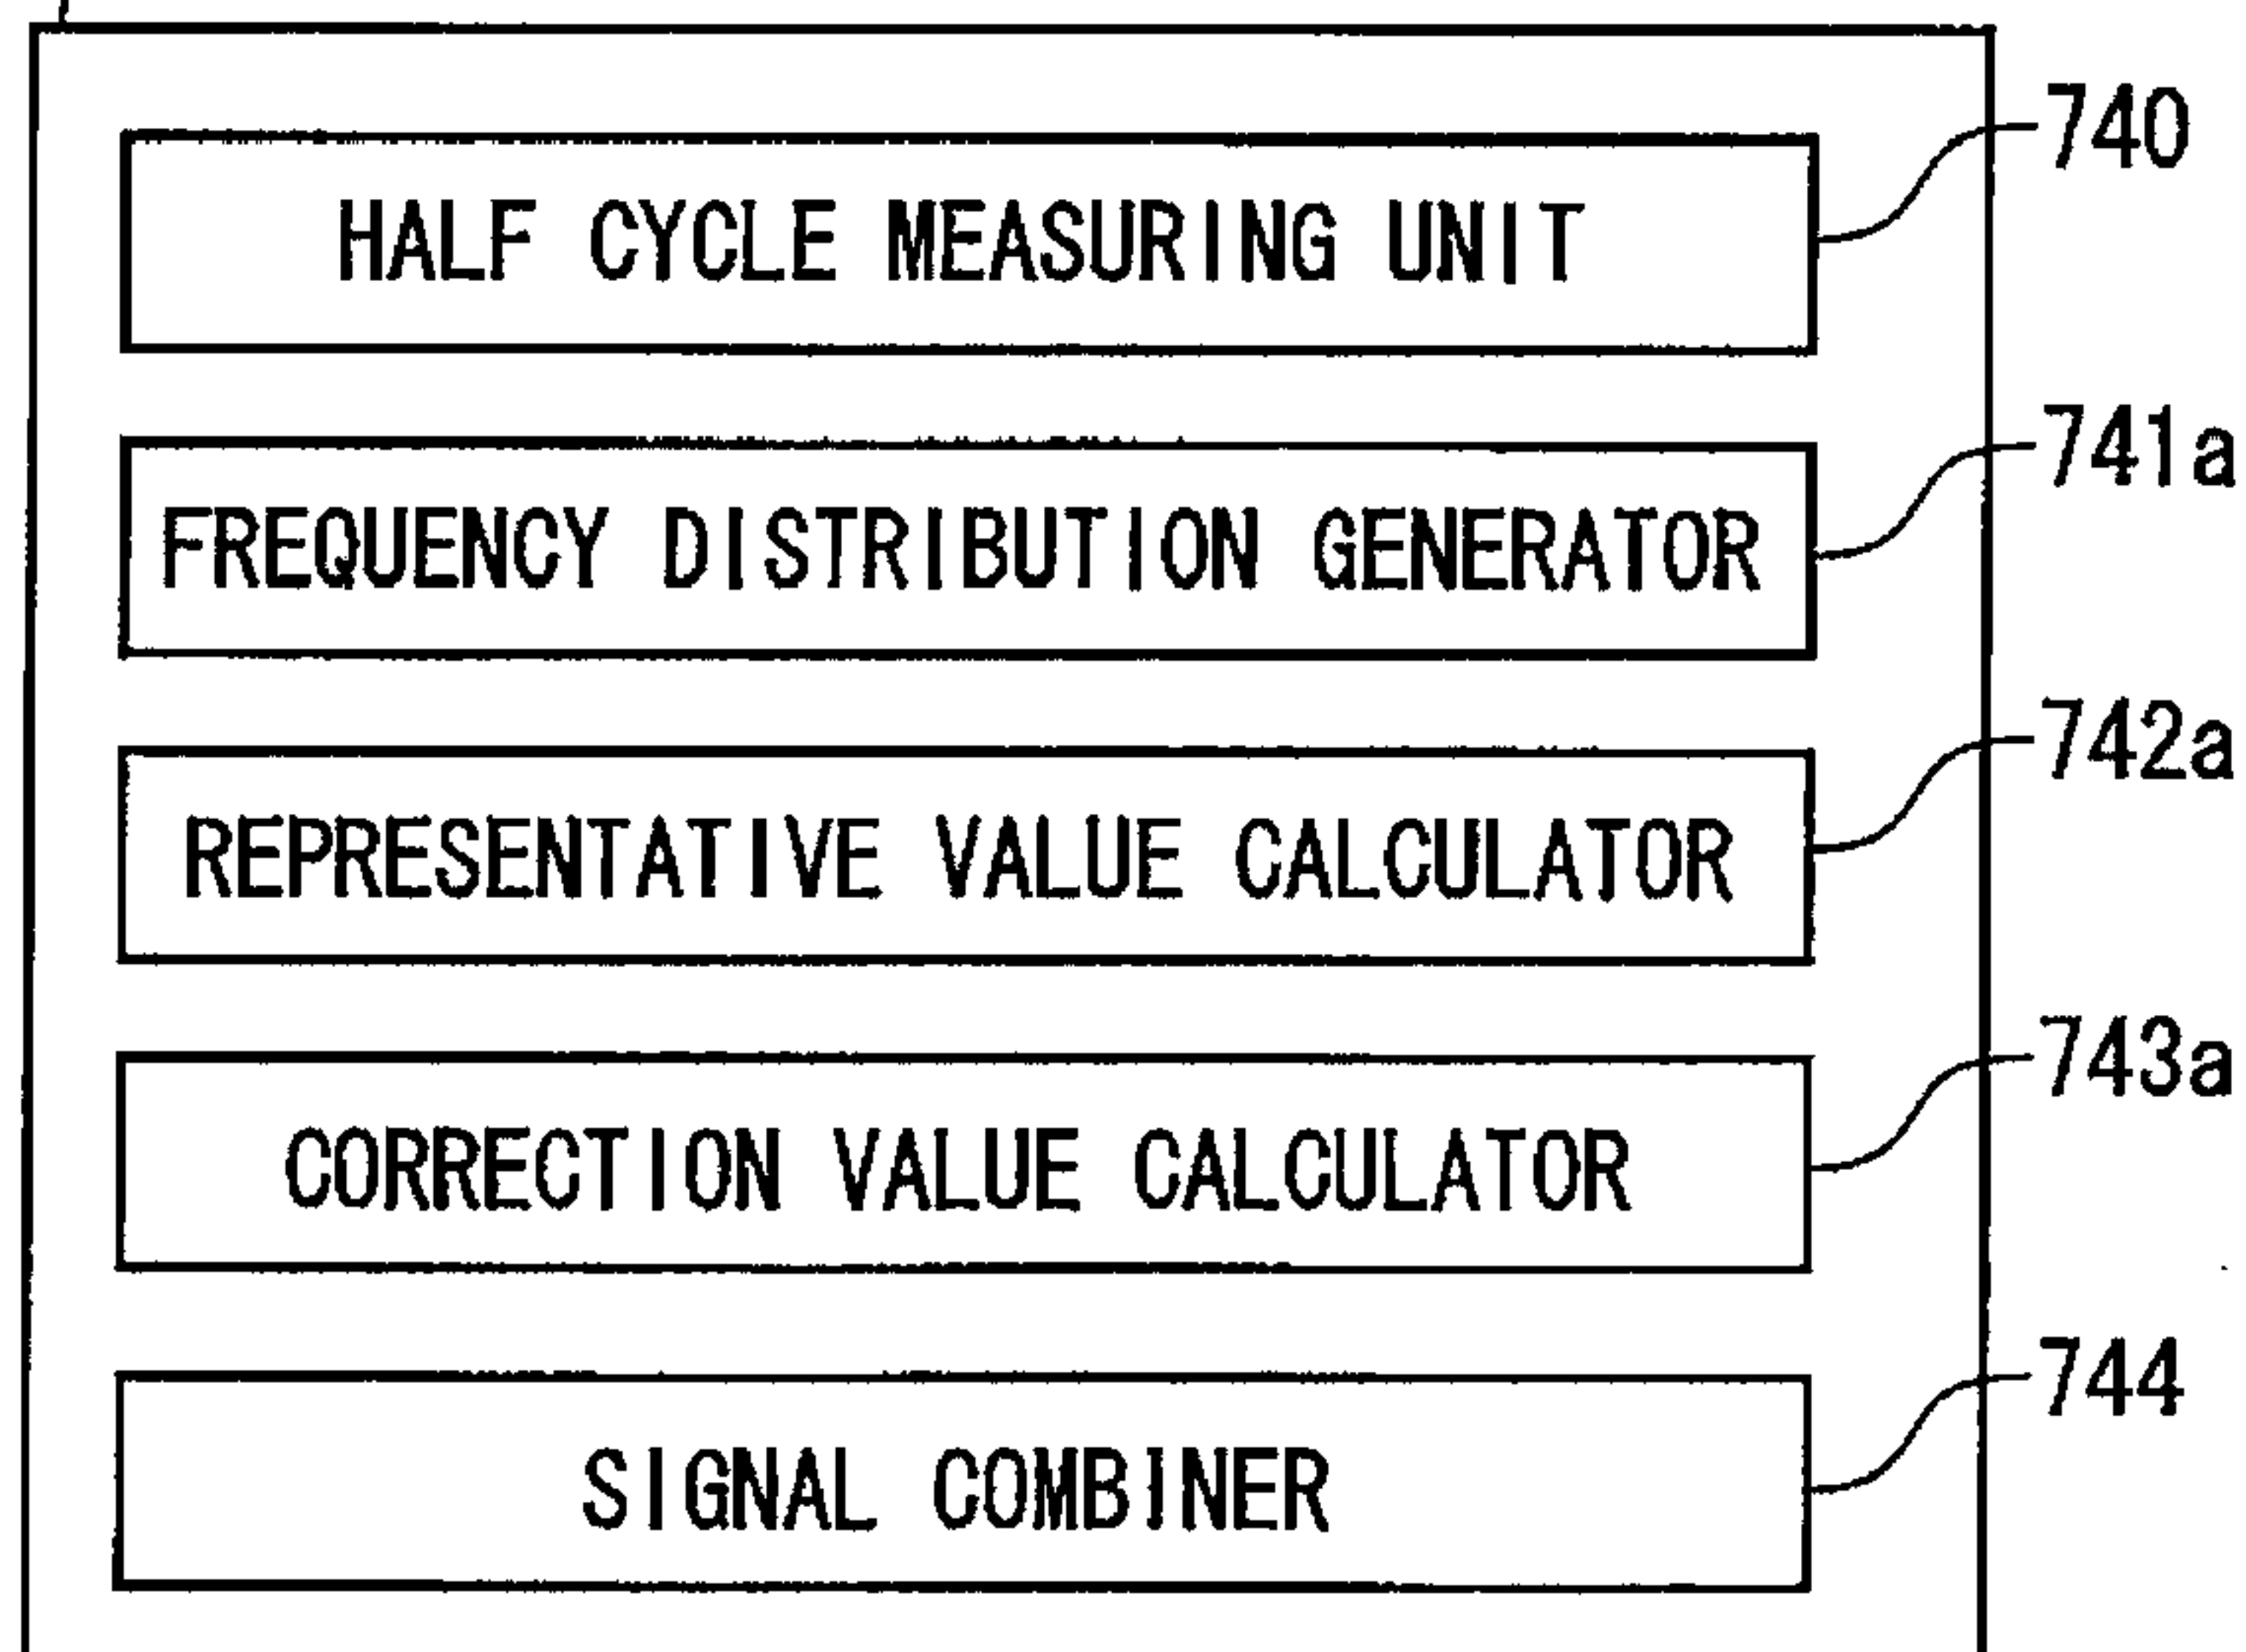 740
HALF CYCLE MEASURING UNIT
741a
FREQUENCY DISTRIBUTION GENERATOR
742a
REPRESENTATIVE VALUE CALCULATOR
743a
CORRECTION VALUE CALCULATOR
744
SIGNAL COMBINER